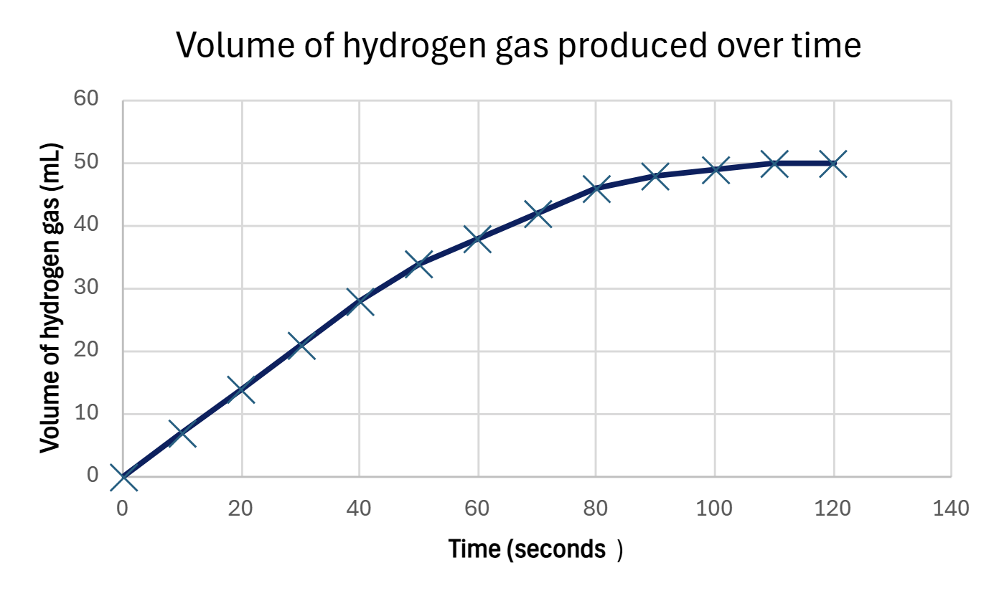 Volume of hydrogen gas produced over time
Volume of hydrogen gas (mL)
60
50
40
30
20
10
0
0 20 40 60 80 100 120 140
Time (seconds )